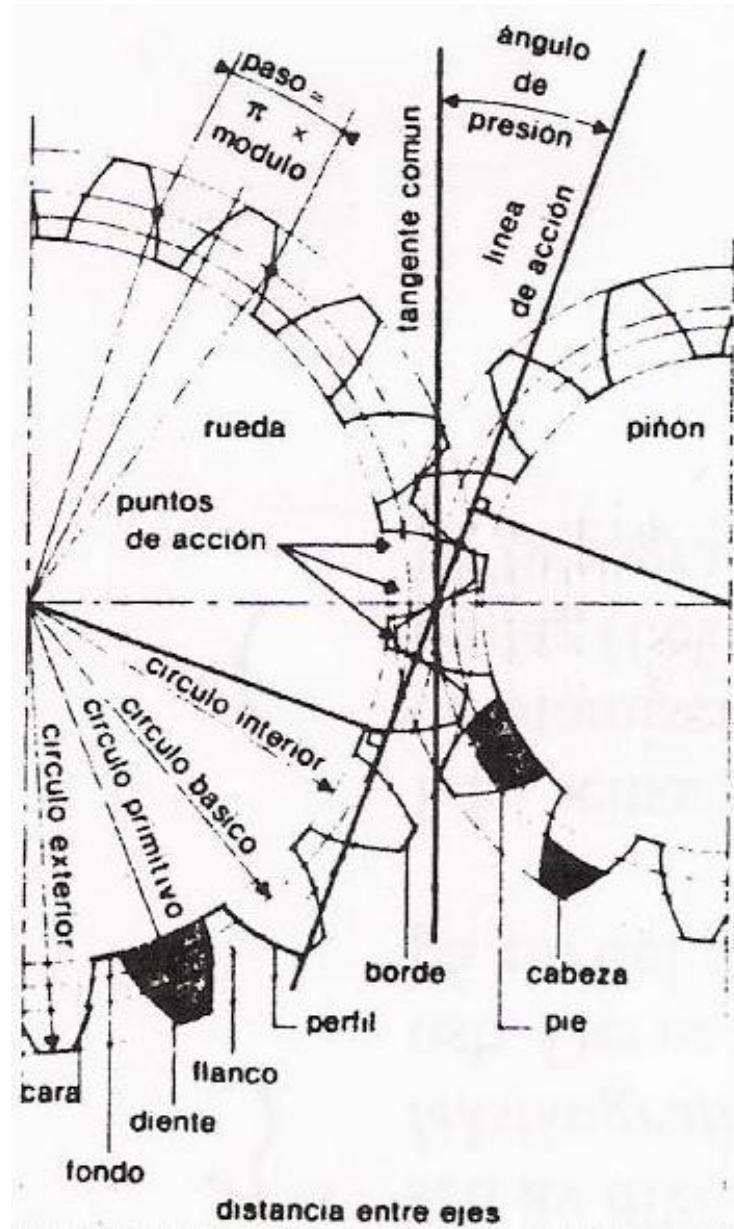 paso =
π ×
modulo
ángulo
de
presión
tangente comun
linea
de acción
rueda
piñon
puntos
de acción
circulo interior
circulo basico
circulo primitivo
circulo exterior
borde
cabeza
perfil
pie
flanco
cara
diente
fondo
distancia entre ejes